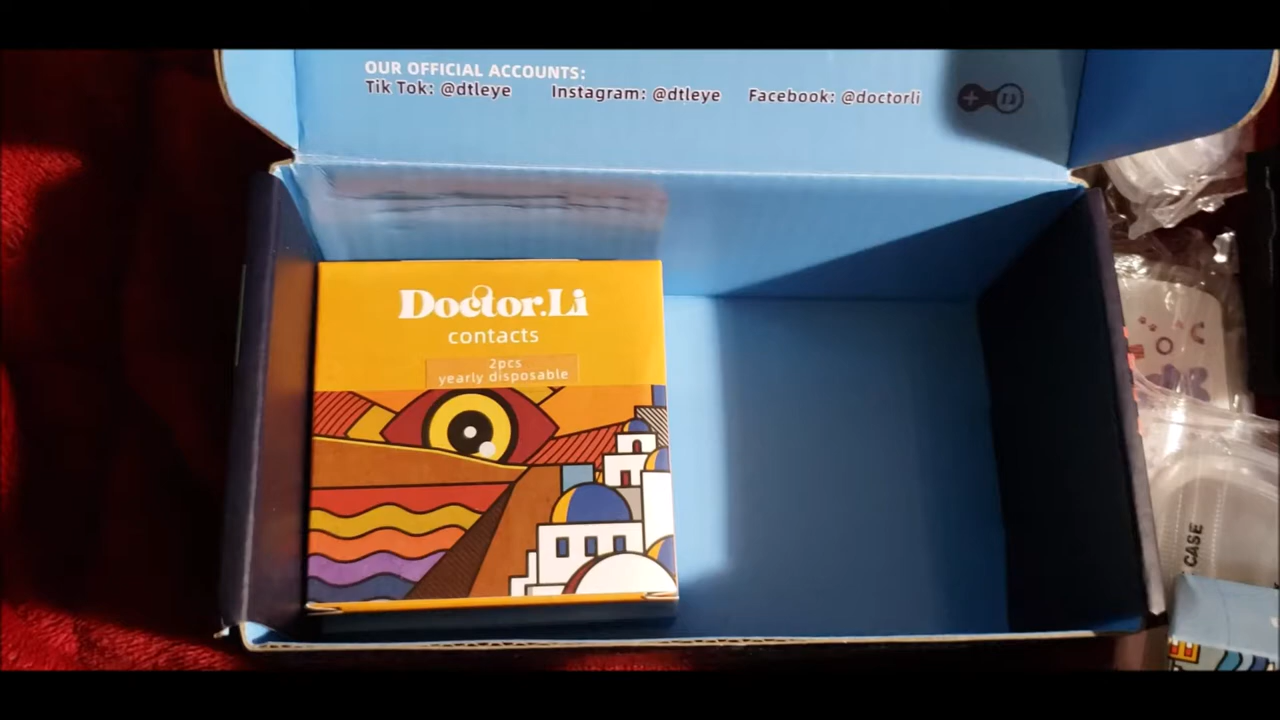 OUR OFFICIAL ACCOUNTS:
Tik Tok: @dtleye Instagram: @dtleye Facebook: @doctorli
Doctor.Li
contacts
2pcs
yearly disposable
CASE